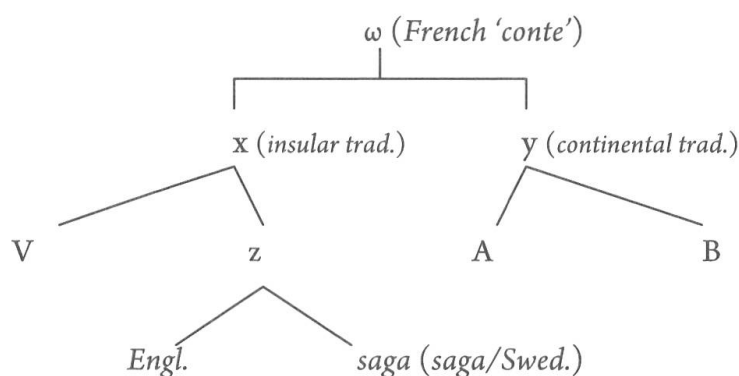 ω (French ‘conte’)
x (insular trad.) y (continental trad.)
V z A B
Engl. saga (saga/Swed.)